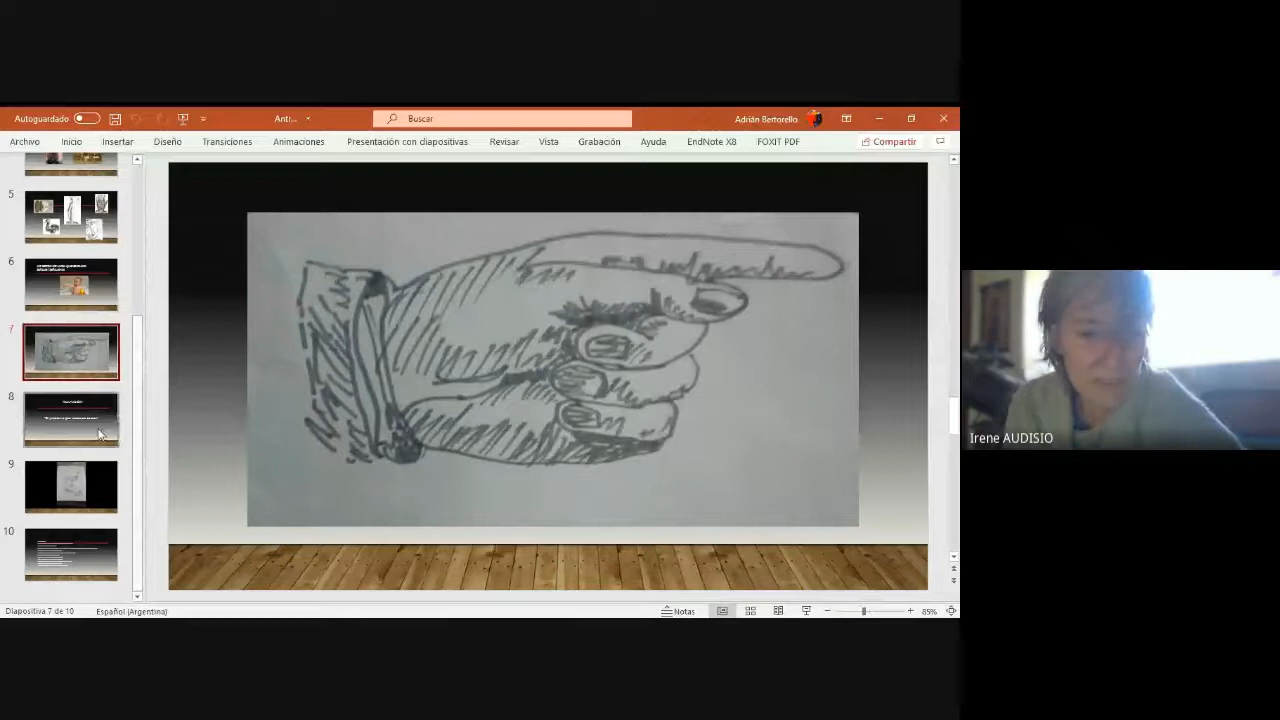 Autoguardado
Ant...
Buscar
Adrián Bertorello
Archivo Inicio Insertar Diseño Transiciones Animaciones Presentación con diapositivas Revisar Vista Grabación Ayuda EndNote X8 FOXIT PDF Compartir
5
6
7
8
9
10
Irene AUDISIO
Diapositiva 7 de 10 Español (Argentina) Notas 85%